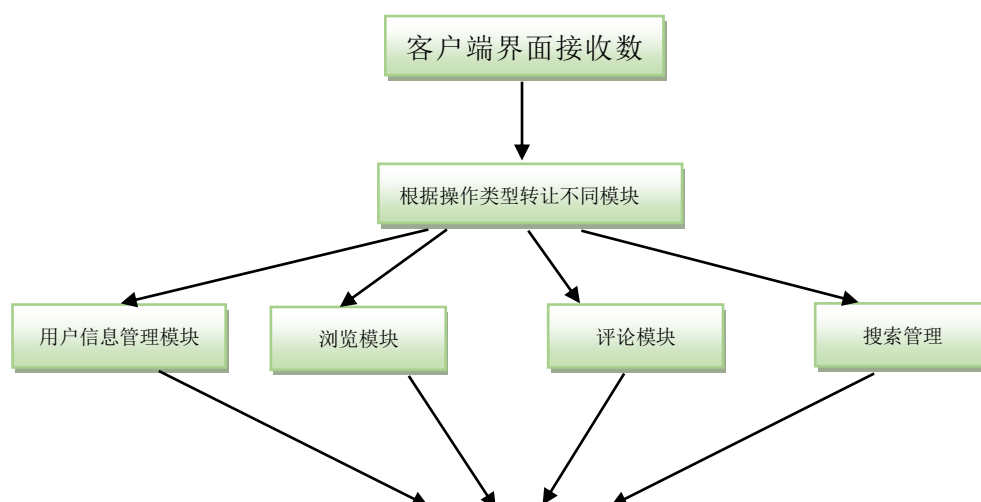 客户端界面接收数
根据操作类型转让不同模块
用户信息管理模块
浏览模块
评论模块
搜索管理